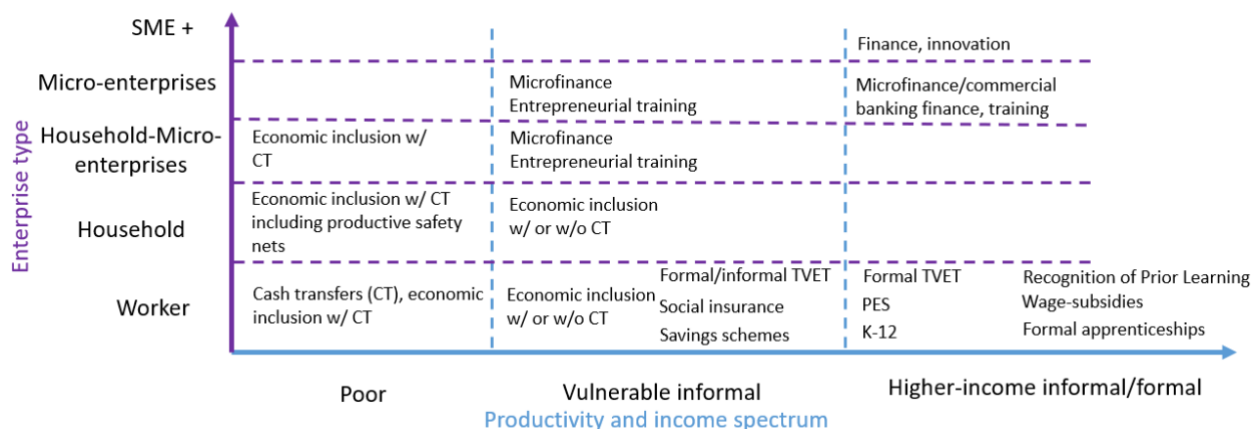 SME +
Finance, innovation
Micro-enterprises
Microfinance
Entrepreneurial training
Microfinance/commercial
banking finance, training
Household-Micro-
enterprises
Economic inclusion w/
CT
Microfinance
Entrepreneurial training
Enterprise type
Household
Economic inclusion w/ CT
including productive safety
nets
Economic inclusion
w/ or w/o CT
Worker
Cash transfers (CT), economic
inclusion w/ CT
Economic inclusion
w/ or w/o CT
Formal/informal TVET
Social insurance
Savings schemes
Formal TVET
PES
K-12
Recognition of Prior Learning
Wage-subsidies
Formal apprenticeships
Poor
Vulnerable informal
Higher-income informal/formal
Productivity and income spectrum